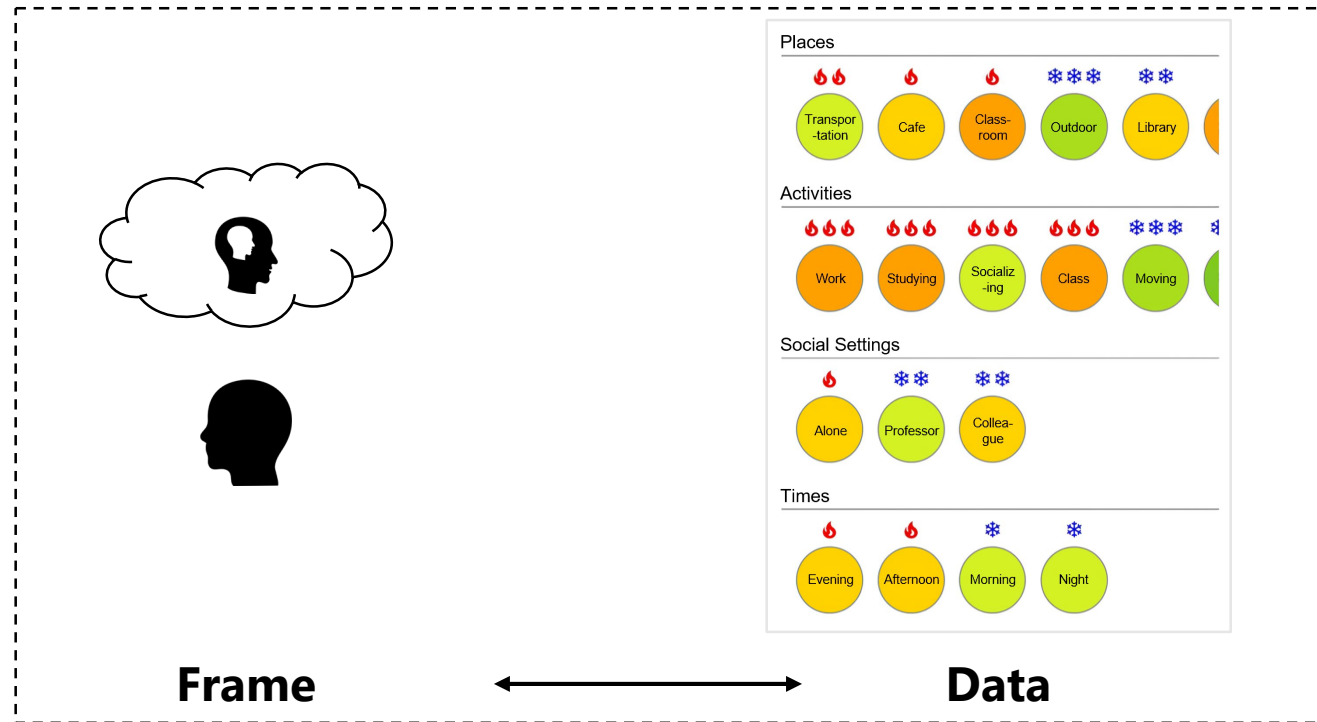 Places
Transpor
-tation
Cafe
Class-
room
Outdoor
Library
Activities
Work
Studying
Socializ
-ing
Class
Moving
Social Settings
Alone
Professor
Collea-
gue
Times
Evening
Afternoon
Morning
Night
Frame
Data